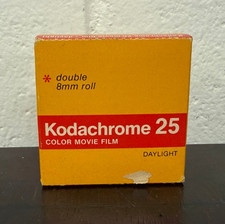 * double
8mm roll
Kodachrome 25
COLOR MOVIE FILM
DAYLIGHT